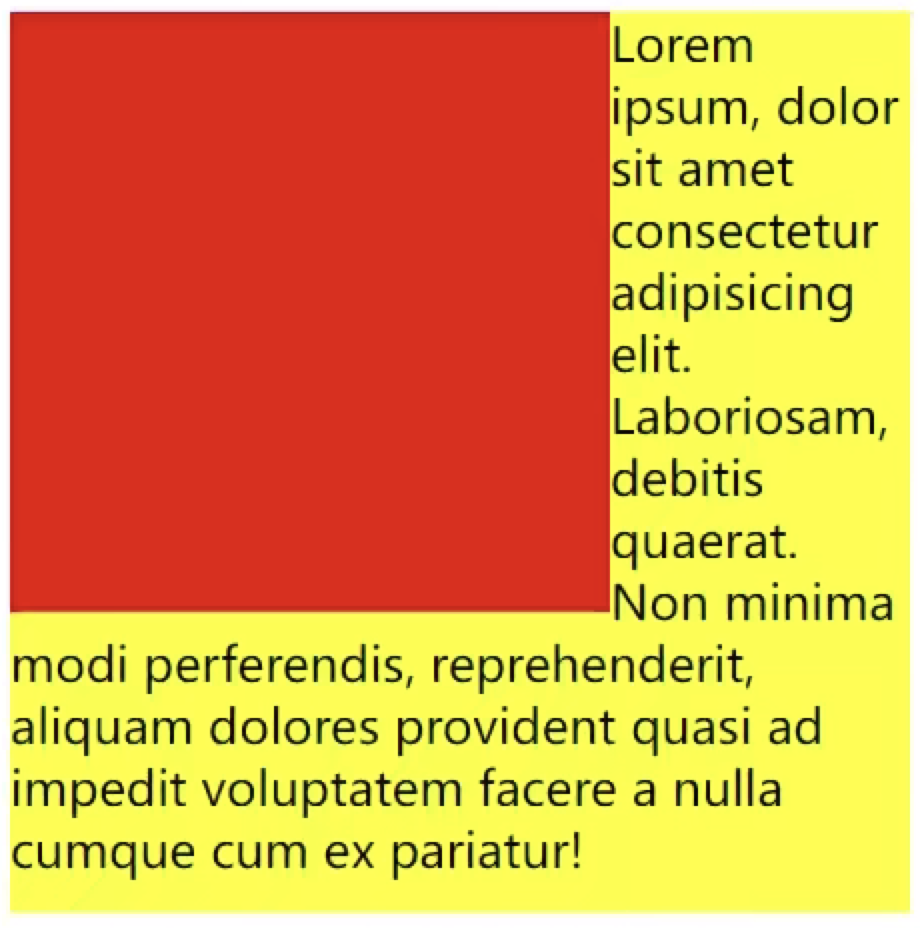 Lorem
ipsum, dolor
sit amet
consectetur
adipisicing
elit.
Laboriosam,
debitis
quaerat.
Non minima
modi perferendis, reprehenderit,
aliquam dolores provident quasi ad
impedit voluptatem facere a nulla
cumque cum ex pariatur!